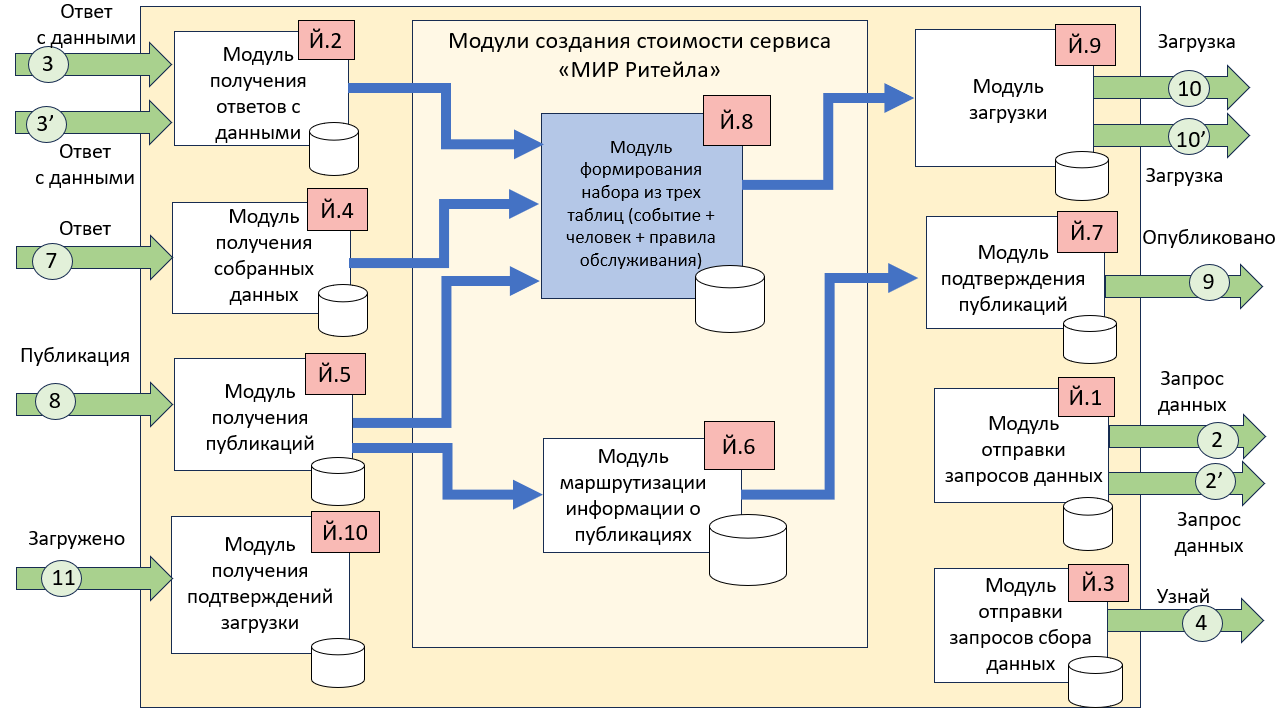 Ответ
с данными
3
3’
Ответ
с данными
Й.2
Модуль
получения
ответов с
данными
Ответ
7
Й.4
Модуль
получения
собранных
данных
Публикация
8
Й.5
Модуль
получения
публикаций
Загружено
11
Й.10
Модуль
получения
подтверждений
загрузки
Модули создания стоимости сервиса
«МИР Ритейла»
Й.8
Модуль
формирования
набора из трех
таблиц (событие +
человек + правила
обслуживания)
Й.6
Модуль
маршрутизации
информации о
публикациях
Й.9
Модуль
загрузки
Загрузка
10
10’
Загрузка
Й.7
Модуль
подтверждения
публикаций
Опубликовано
9
Й.1
Модуль
отправки
запросов данных
Запрос
данных
2
2’
Запрос
данных
Й.3
Модуль
отправки
запросов сбора
данных
Узнай
4